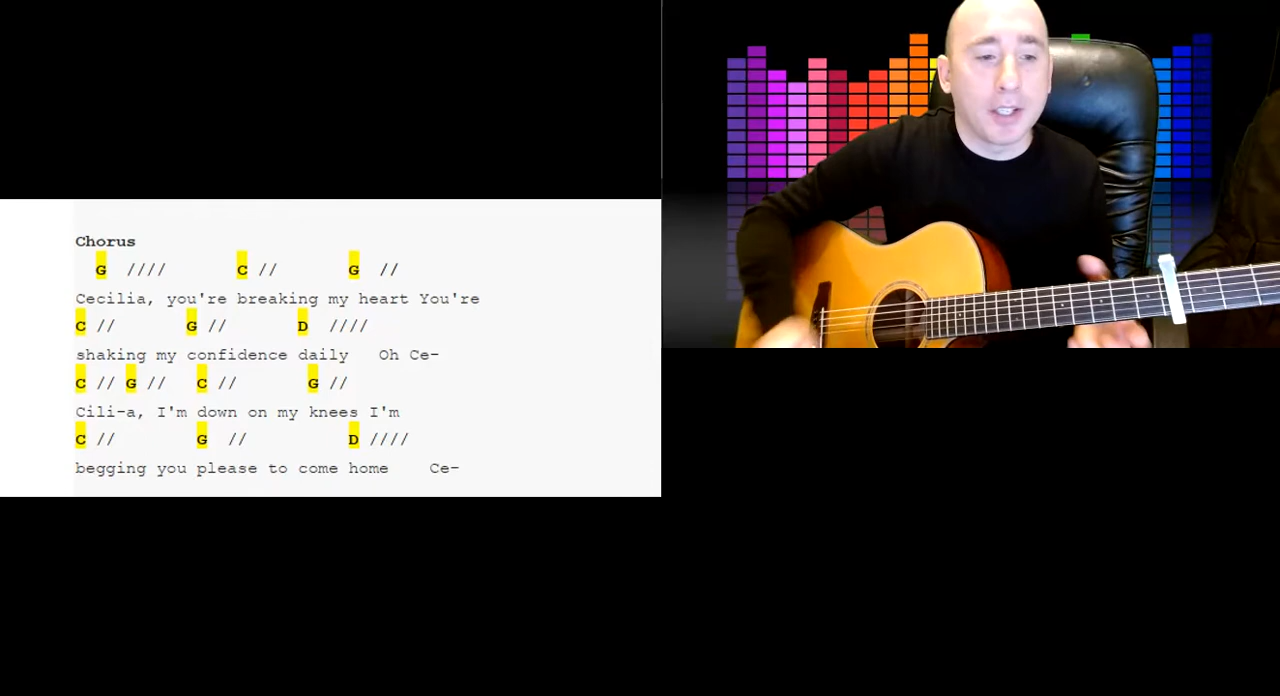 Chorus
G //// C // G //
Cecilia, you're breaking my heart You're
C // G // D ////
shaking my confidence daily Oh Ce-
C // G // C // G //
Cili-a, I'm down on my knees I'm
C // G // D ////
begging you please to come home Ce-